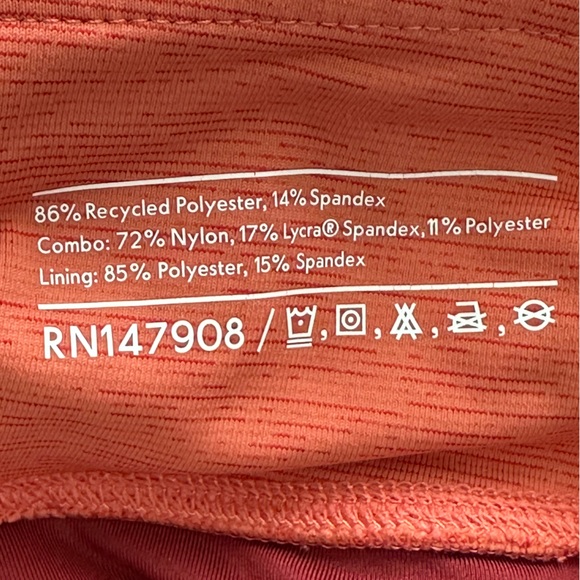 86% Recycled Polyester, 14% Spandex
Combo: 72% Nylon, 17% Lycra® Spandex, 11% Polyester
Lining: 85% Polyester, 15% Spandex
RN147908 / , , , ,